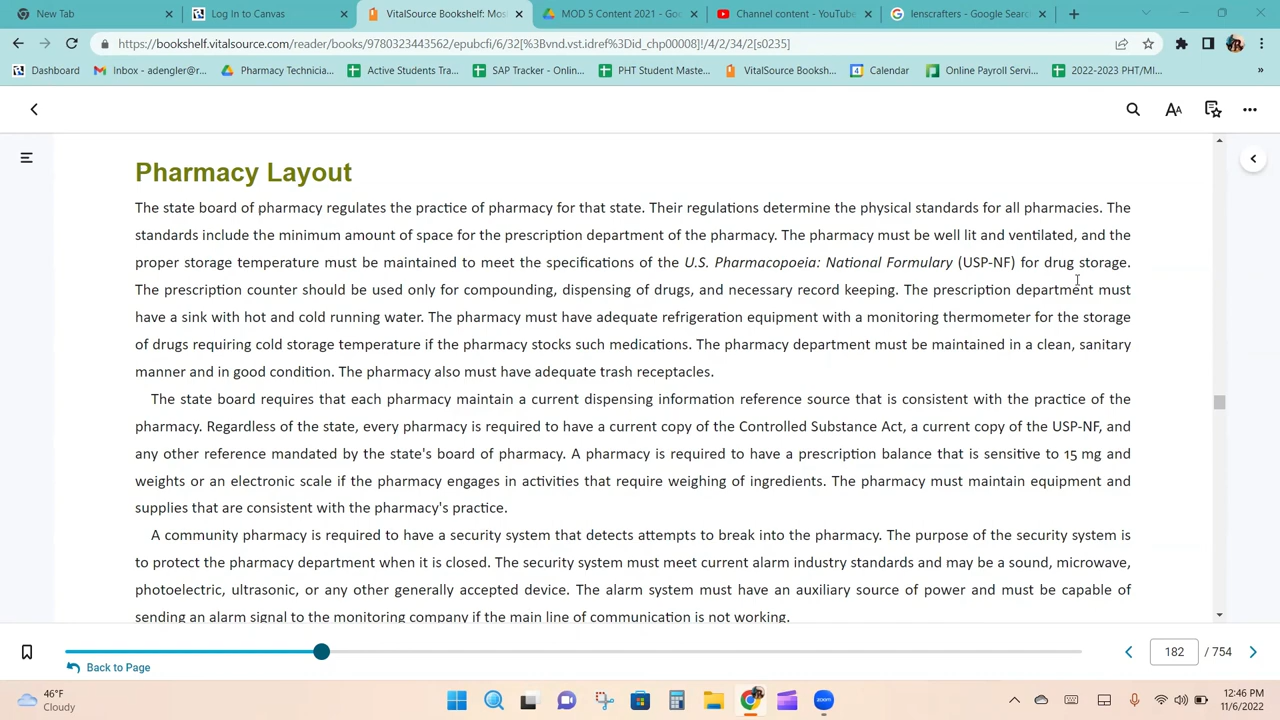 New Tab
Log In to Canvas
VitalSource Bookshelf: Mos
MOD 5 Content 2021 - Go
Channel content - YouTube
lenscrafters - Google Searc
https://bookshelf.vitalsource.com/reader/books/9780323443562/epubcfi/6/32[%3Bvnd.vst.idref%3Did_chp00008]!/4/2/34/2[s0235]
Dashboard
Inbox - adengler@r...
Pharmacy Technicia...
Active Students Tra...
SAP Tracker - Onlin...
PHT Student Maste...
VitalSource Booksh...
Calendar
Online Payroll Servi...
2022-2023 PHT/MI...
»
AA
Pharmacy Layout
The state board of pharmacy regulates the practice of pharmacy for that state. Their regulations determine the physical standards for all pharmacies. The
standards include the minimum amount of space for the prescription department of the pharmacy. The pharmacy must be well lit and ventilated, and the
proper storage temperature must be maintained to meet the specifications of the U.S. Pharmacopoeia: National Formulary (USP-NF) for drug storage.
The prescription counter should be used only for compounding, dispensing of drugs, and necessary record keeping. The prescription department must
have a sink with hot and cold running water. The pharmacy must have adequate refrigeration equipment with a monitoring thermometer for the storage
of drugs requiring cold storage temperature if the pharmacy stocks such medications. The pharmacy department must be maintained in a clean, sanitary
manner and in good condition. The pharmacy also must have adequate trash receptacles.
The state board requires that each pharmacy maintain a current dispensing information reference source that is consistent with the practice of the
pharmacy. Regardless of the state, every pharmacy is required to have a current copy of the Controlled Substance Act, a current copy of the USP-NF, and
any other reference mandated by the state's board of pharmacy. A pharmacy is required to have a prescription balance that is sensitive to 15 mg and
weights or an electronic scale if the pharmacy engages in activities that require weighing of ingredients. The pharmacy must maintain equipment and
supplies that are consistent with the pharmacy's practice.
A community pharmacy is required to have a security system that detects attempts to break into the pharmacy. The purpose of the security system is
to protect the pharmacy department when it is closed. The security system must meet current alarm industry standards and may be a sound, microwave,
photoelectric, ultrasonic, or any other generally accepted device. The alarm system must have an auxiliary source of power and must be capable of
sending an alarm signal to the monitoring company if the main line of communication is not working.
182 / 754
Back to Page
46°F
Cloudy
zoom
12:46 PM
11/6/2022